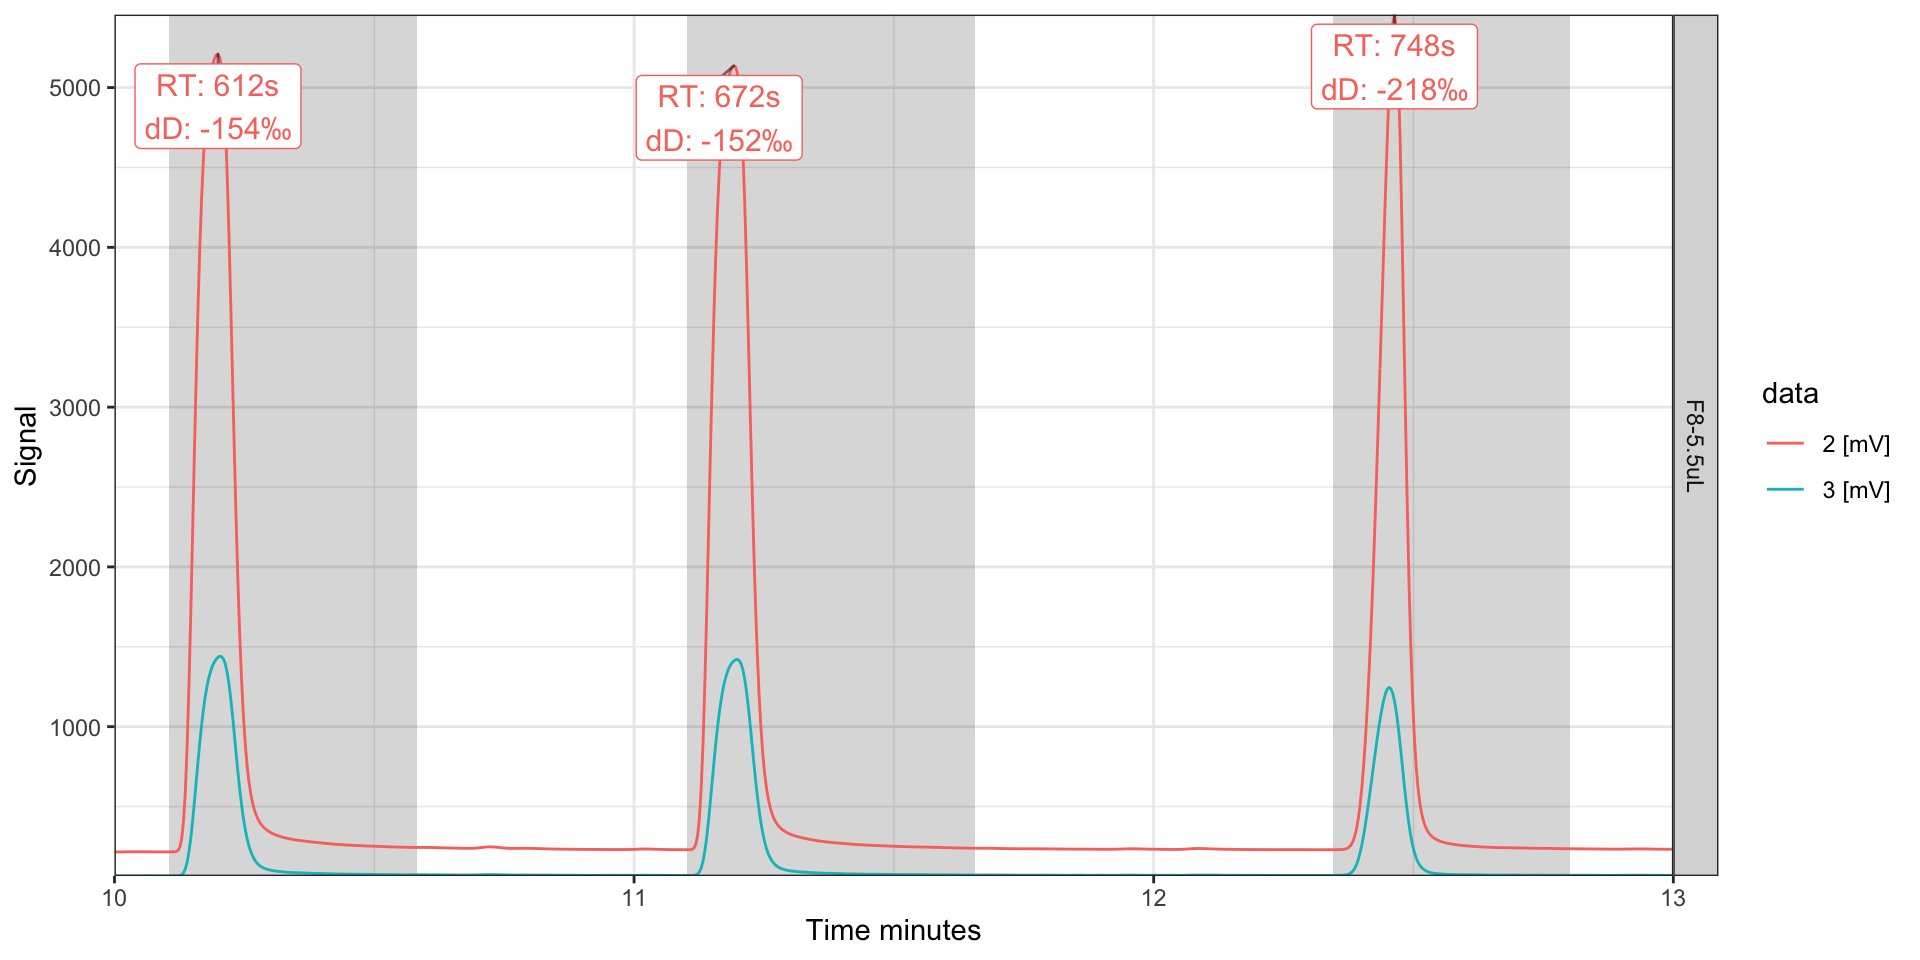 RT: 612s
dD: -154‰
RT: 672s
dD: -152‰
RT: 748s
dD: -218‰
5000
4000
3000
2000
1000
Signal
10
11
12
13
Time minutes
F8-5.5uL
data
2 [mV]
3 [mV]